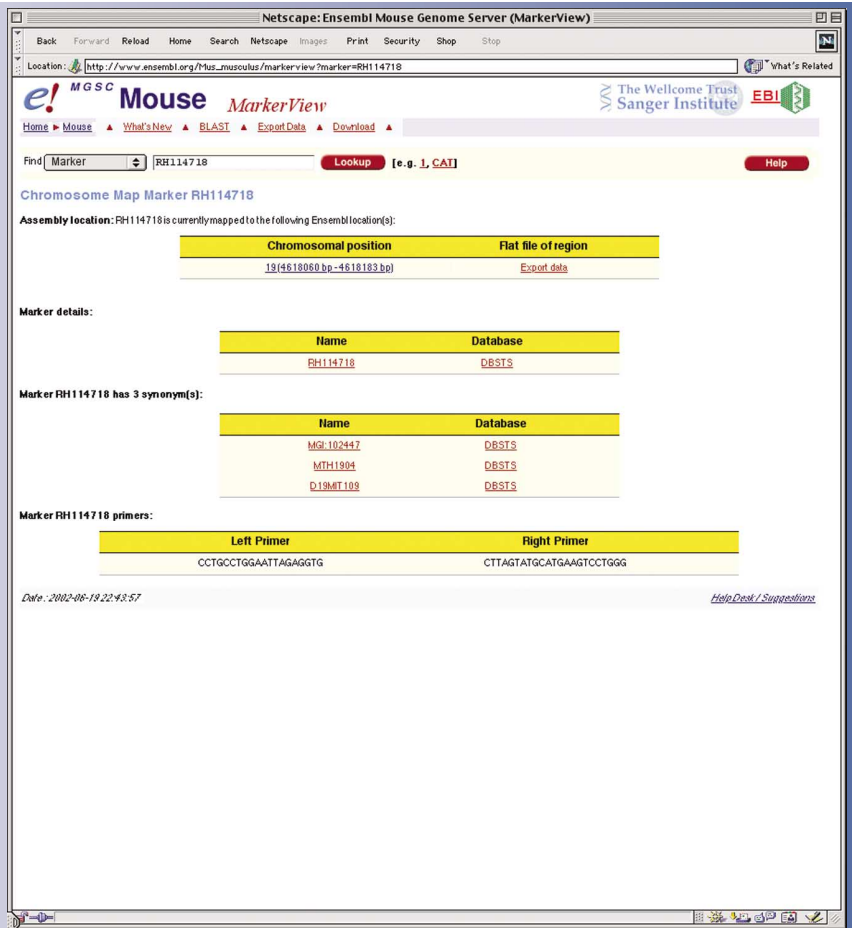 Netscape: Ensembl Mouse Genome Server (MarkerView)
Back Forward Reload Home Search Netscape Images Print Security Shop Stop
N
Location: http://www.ensembl.org/Mus_musculus/markerview?marker=RH114718 What's Related
e! MGSC Mouse MarkerView The Wellcome Trust Sanger Institute EBI
Home ► Mouse ▲ What's New ▲ BLAST ▲ Export Data ▲ Download ▲
Find Marker RH114718 Lookup [e.g. 1, CAT] Help
Chromosome Map Marker RH114718
Assembly location: RH114718 is currently mapped to the following Ensembl location(s):
Chromosomal position Flat file of region
19 (4618060 bp - 4618183 bp) Export data
Marker details:
Name Database
RH114718 DBSTS
Marker RH114718 has 3 synonym(s):
Name Database
MGI:102447 DBSTS
MTH1904 DBSTS
D19MIT109 DBSTS
Marker RH114718 primers:
Left Primer Right Primer
CCTGCCTGGAATTAGAGGTG CTTAGTATGCATGAAGTCCTGGG
Date : 2002-06-19 22:43:57 Help Desk / Suggestions